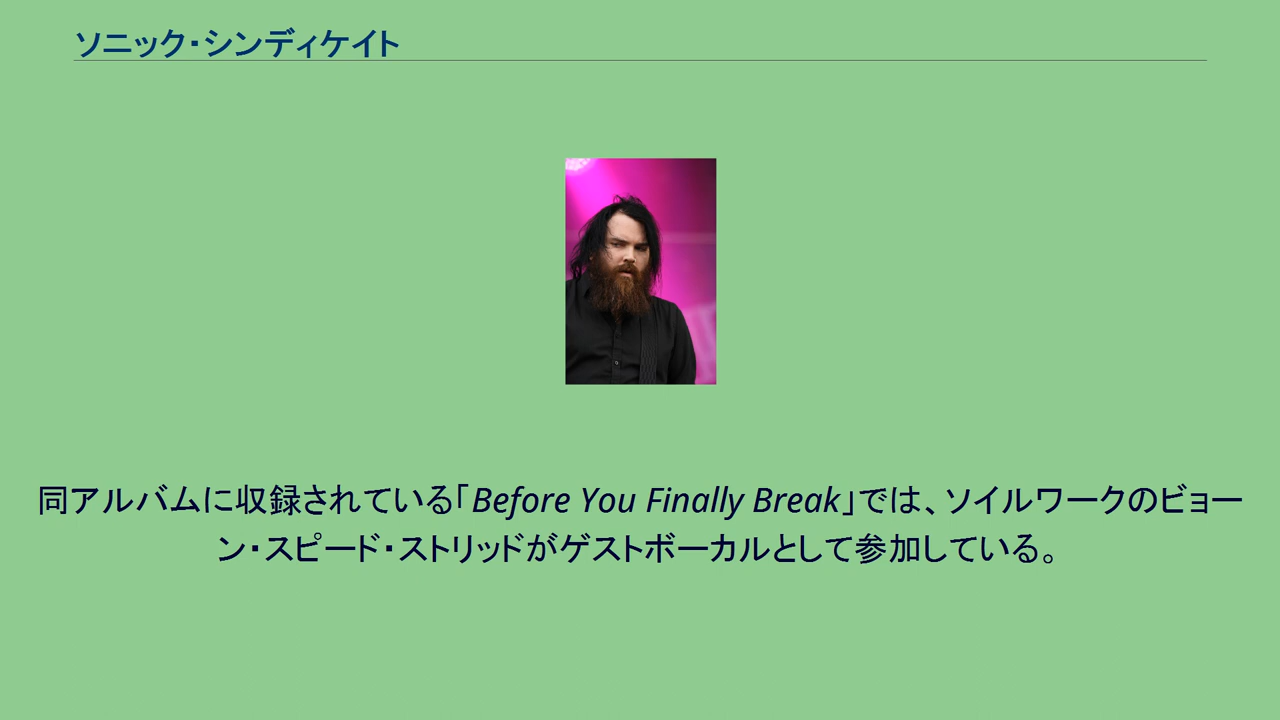 ソニック・シンディケイト
同アルバムに収録されている「Before You Finally Break」では、ソイルワークのビョー
ン・スピード・ストリッドがゲストボーカルとして参加している。